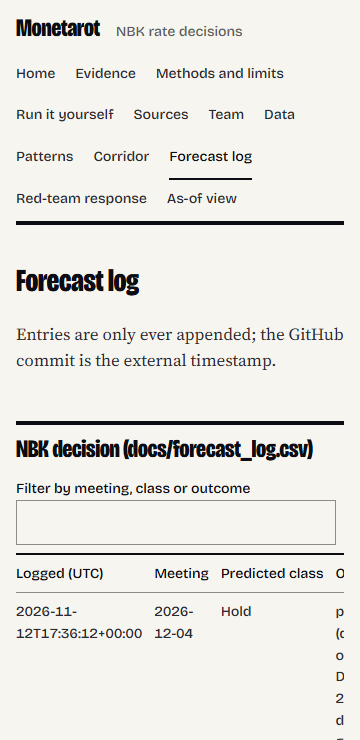 Monetarot NBK rate decisions
Home Evidence Methods and limits
Run it yourself Sources Team Data
Patterns Corridor Forecast log
Red-team response As-of view
Forecast log
Entries are only ever appended; the GitHub
commit is the external timestamp.
NBK decision (docs/forecast_log.csv)
Filter by meeting, class or outcome
Logged (UTC) Meeting Predicted class O
2026-11- 2026- Hold p
12T17:36:12+00:00 12-04 (d
o
D
2
d